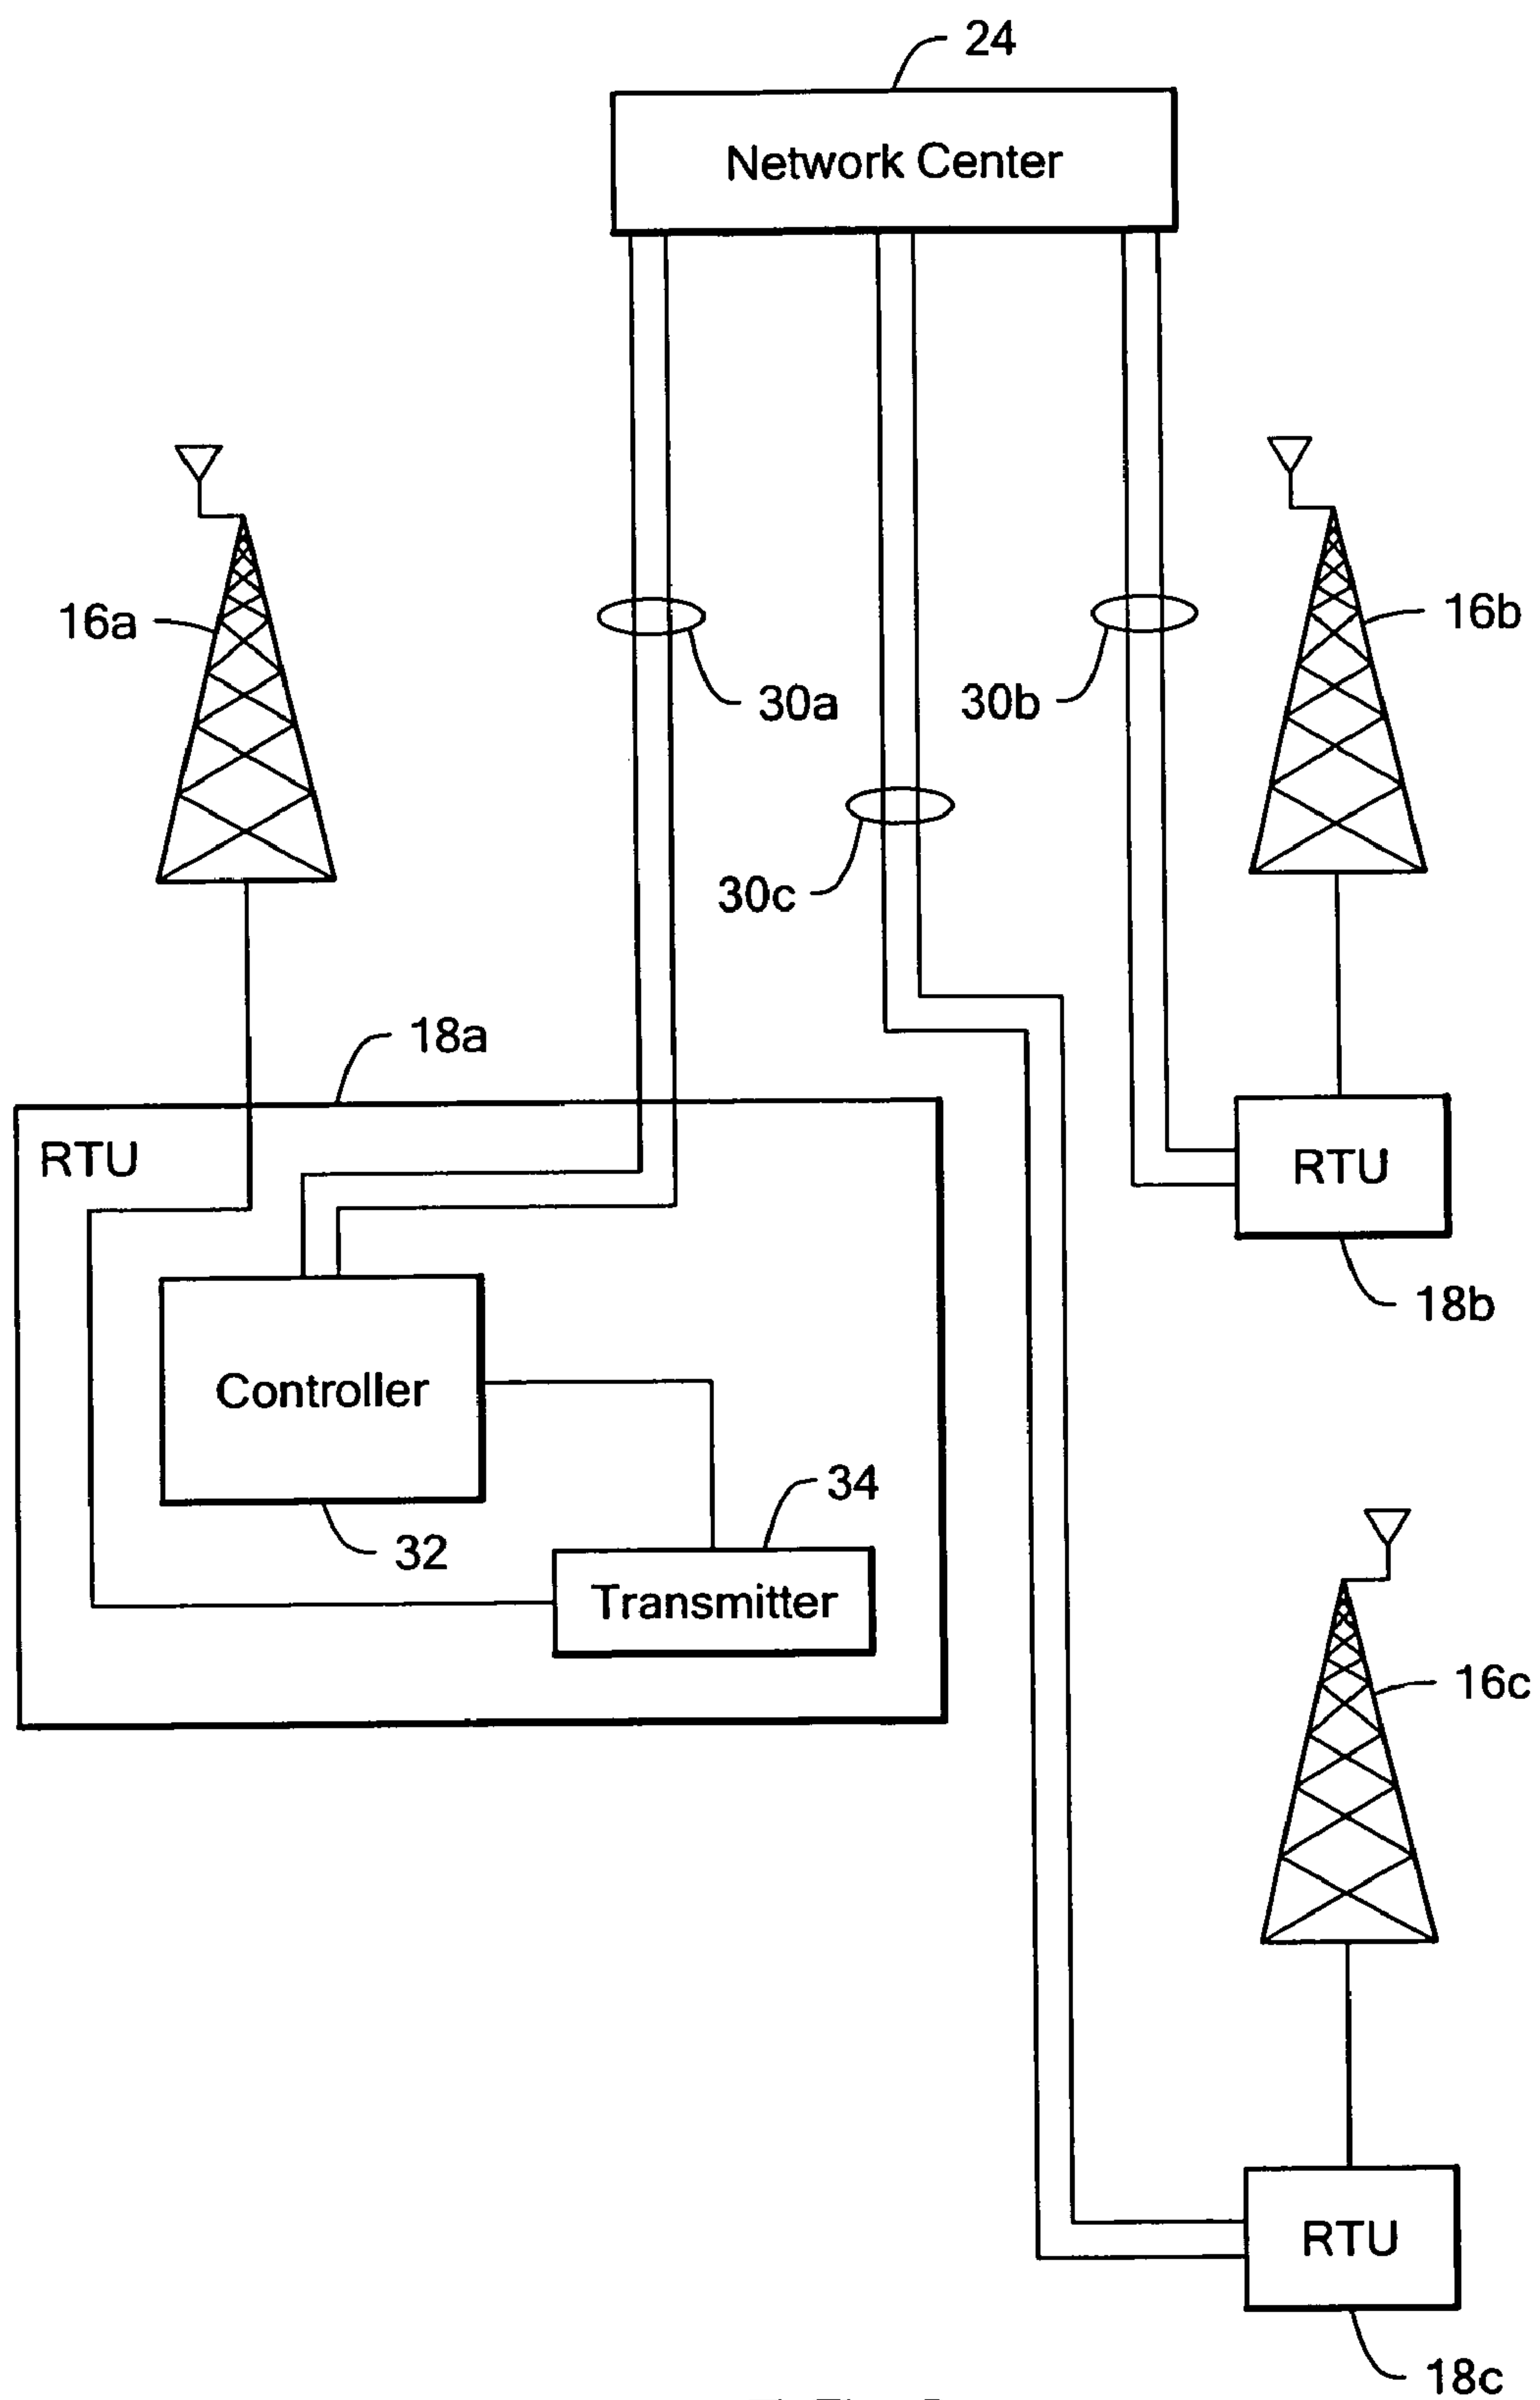 24
Network Center
16a
16b
30a
30b
30c
18a
RTU
RTU
18b
Controller
34
32
Transmitter
16c
RTU
18c